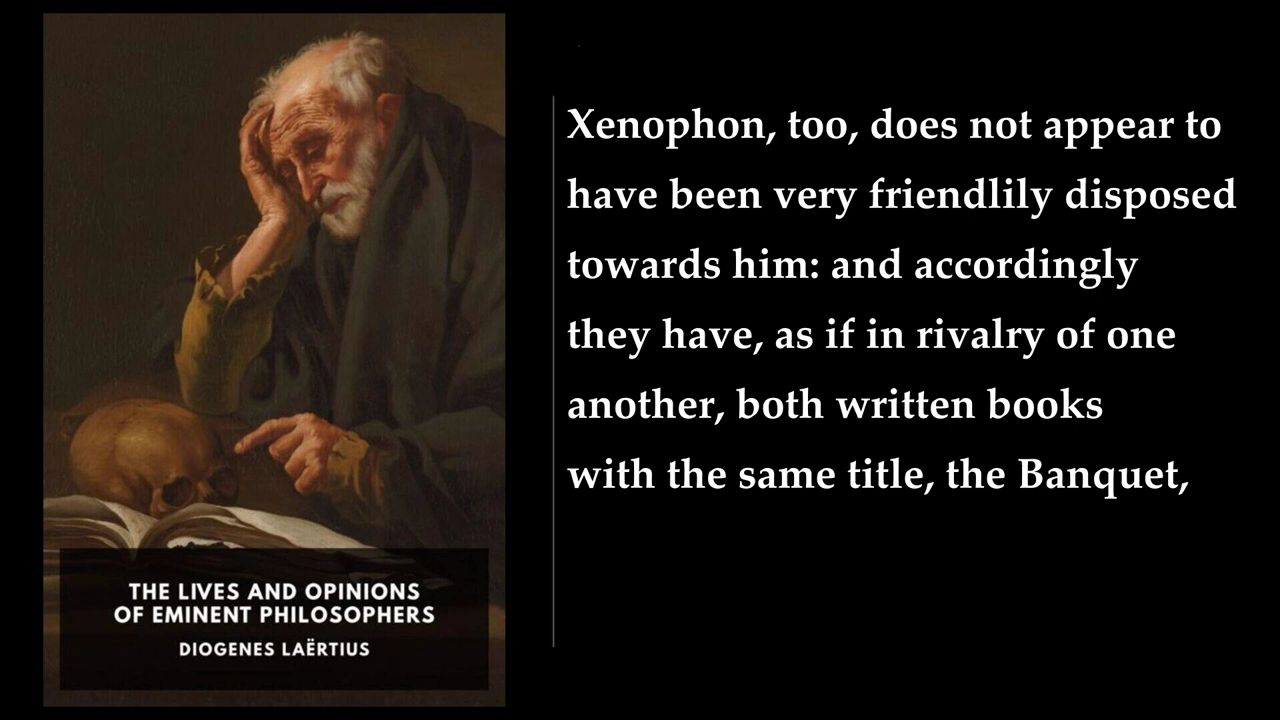 THE LIVES AND OPINIONS
OF EMINENT PHILOSOPHERS
DIOGENES LAËRTIUS
Xenophon, too, does not appear to
have been very friendlily disposed
towards him: and accordingly
they have, as if in rivalry of one
another, both written books
with the same title, the Banquet,